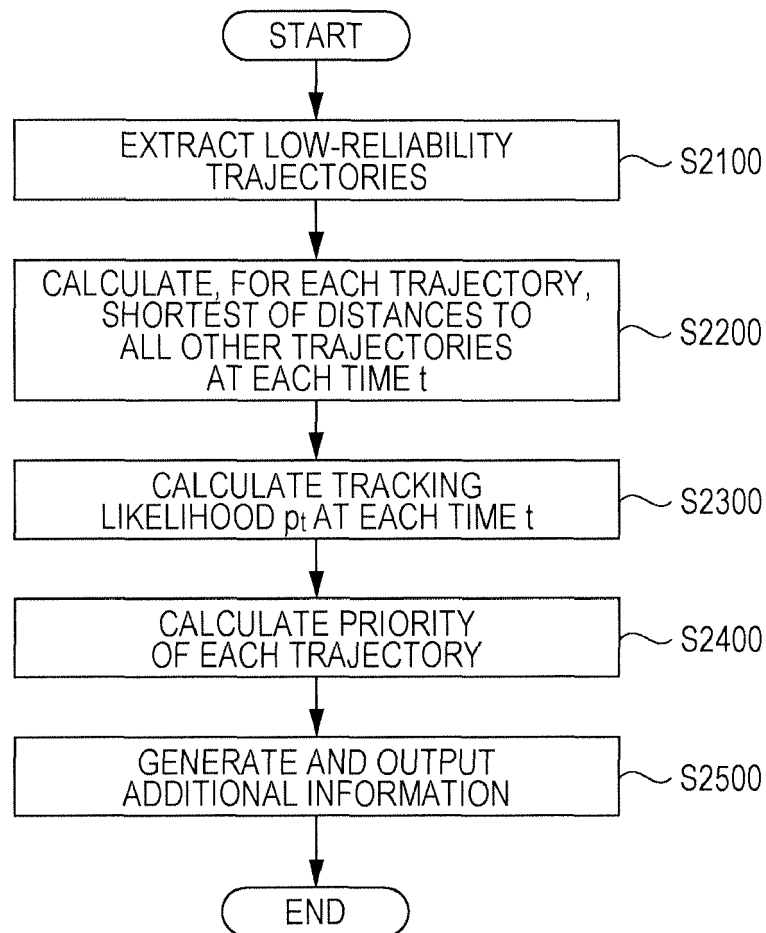 START
EXTRACT LOW-RELIABILITY
TRAJECTORIES
S2100
CALCULATE, FOR EACH TRAJECTORY,
SHORTEST OF DISTANCES TO
ALL OTHER TRAJECTORIES
AT EACH TIME t
S2200
CALCULATE TRACKING
LIKELIHOOD pt AT EACH TIME t
S2300
CALCULATE PRIORITY
OF EACH TRAJECTORY
S2400
GENERATE AND OUTPUT
ADDITIONAL INFORMATION
S2500
END